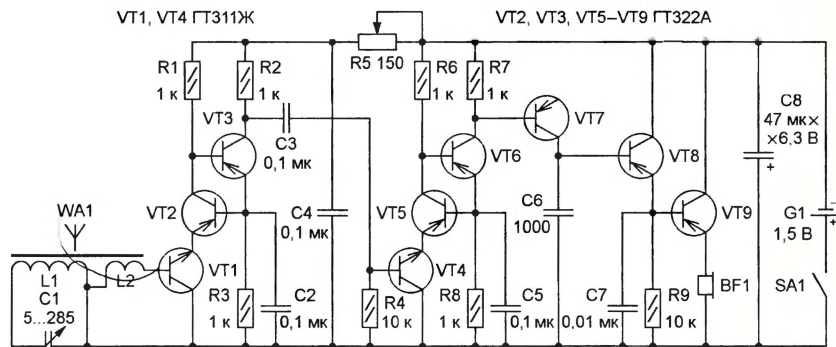 VT1, VT4 ГТ311Ж
VT2, VT3, VT5–VT9 ГТ322А
R1
1 к
R2
1 к
R5 150
R6
1 к
R7
1 к
VT3
C3
0,1 мк
VT6
VT7
VT8
C8
47 мк×
×6,3 В
+
WA1
VT2
C4
0,1 мк
VT5
C6
1000
VT9
–
G1
+
1,5 В
L1
L2
C1
5...285
VT1
R3
1 к
C2
0,1 мк
R4
10 к
VT4
R8
1 к
C5
0,1 мк
C7
0,01 мк
R9
10 к
BF1
SA1